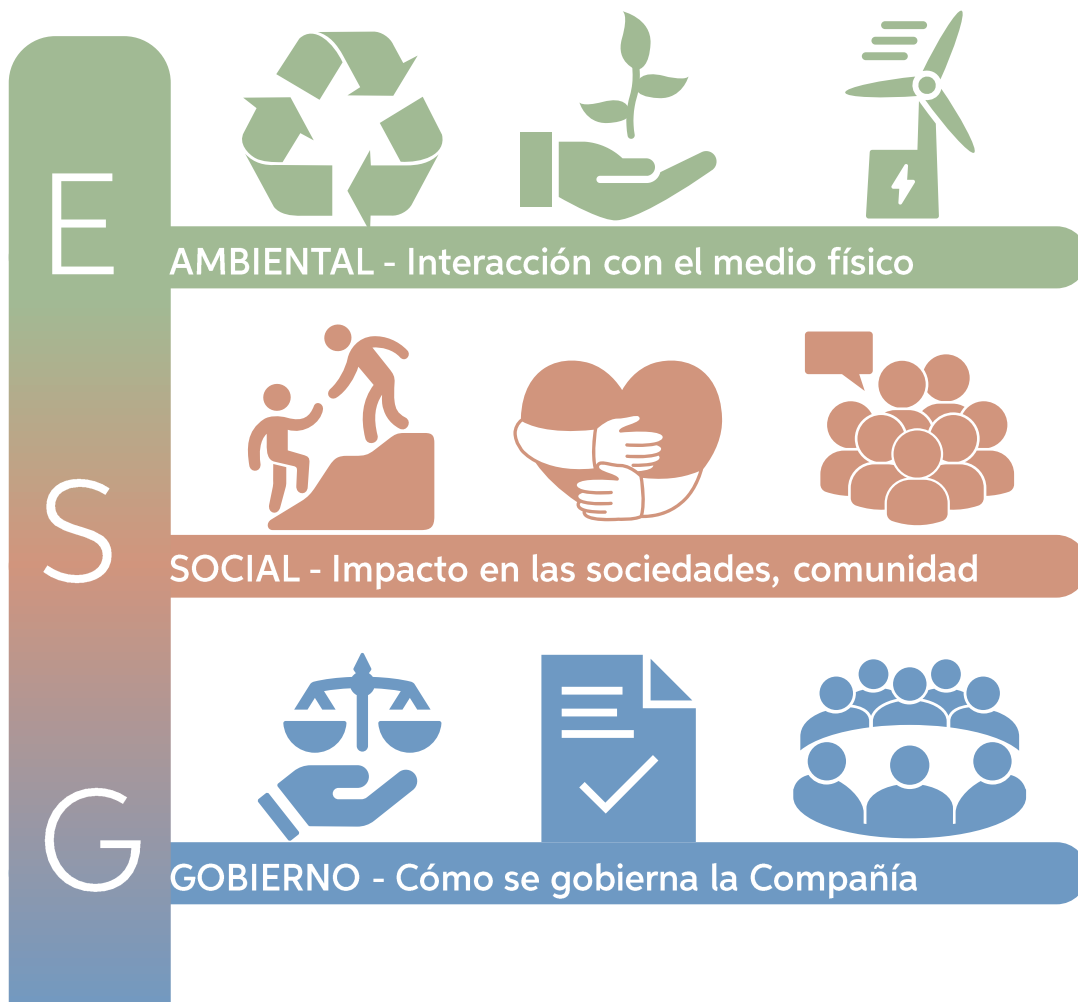 E
AMBIENTAL - Interacción con el medio físico
S
SOCIAL - Impacto en las sociedades, comunidad
G
GOBIERNO - Cómo se gobierna la Compañía